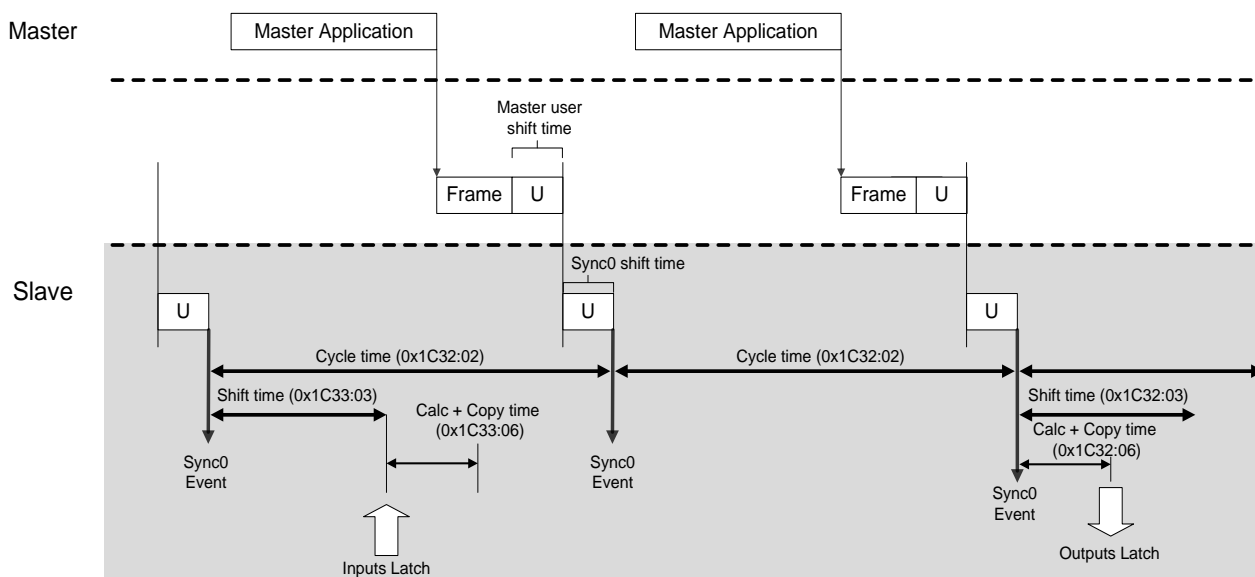 Master
Master Application
Master Application
Master user
shift time
Frame
U
Frame
U
Slave
Sync0 shift time
U
U
U
Cycle time (0x1C32:02)
Cycle time (0x1C32:02)
Shift time (0x1C33:03)
Shift time (0x1C32:03)
Calc + Copy time
(0x1C33:06)
Calc + Copy time
(0x1C32:06)
Sync0
Event
Sync0
Event
Sync0
Event
Inputs Latch
Outputs Latch